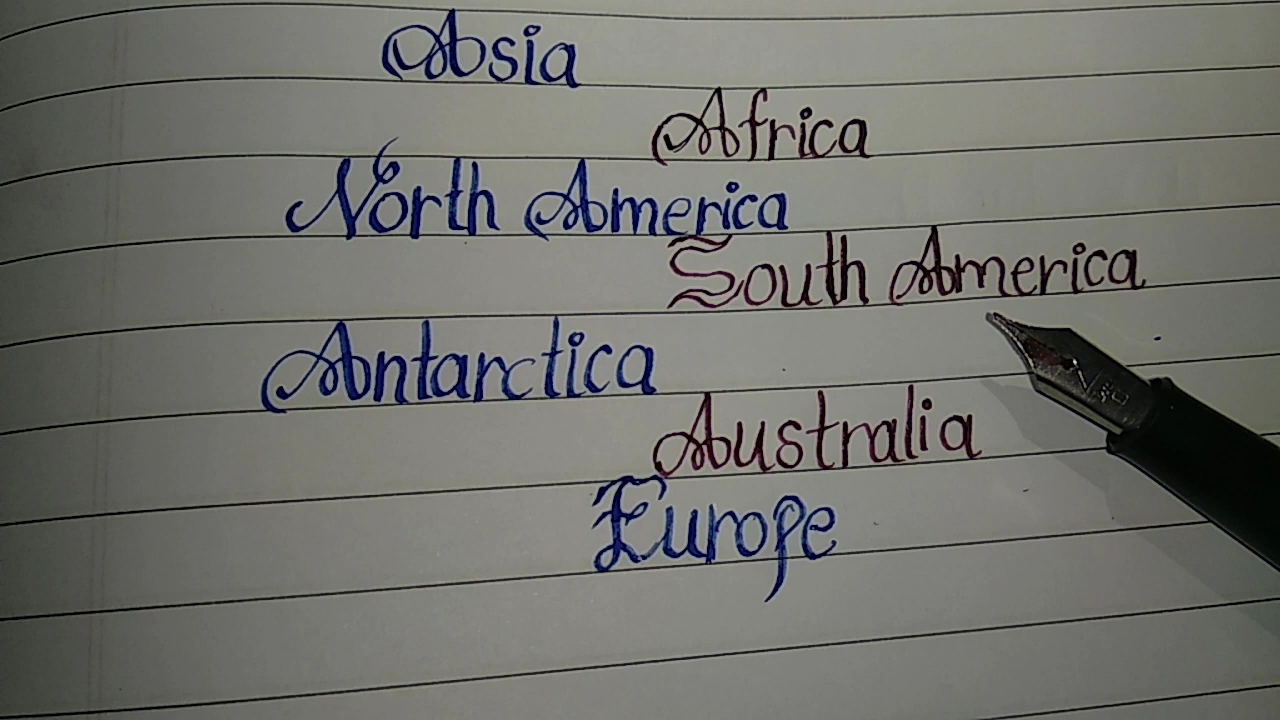 Asia
Africa
North America
South America
Antarctica
Australia
Europe